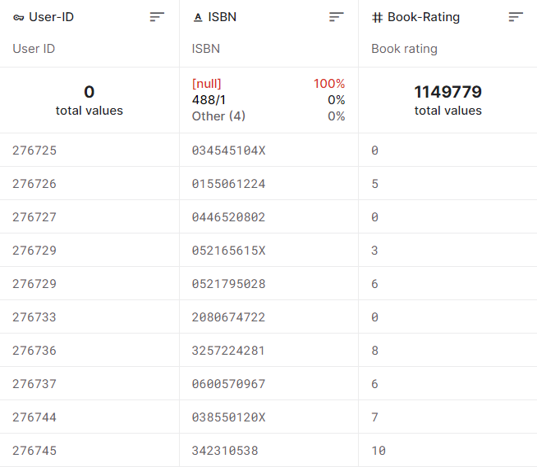 User-ID ISBN Book-Rating
User ID ISBN Book rating
0 total values [null] 100% 1149779 total values
488/1 0%
Other (4) 0%
276725 034545104X 0
276726 0155061224 5
276727 0446520802 0
276729 052165615X 3
276729 0521795028 6
276733 2080674722 0
276736 3257224281 8
276737 0600570967 6
276744 038550120X 7
276745 342310538 10